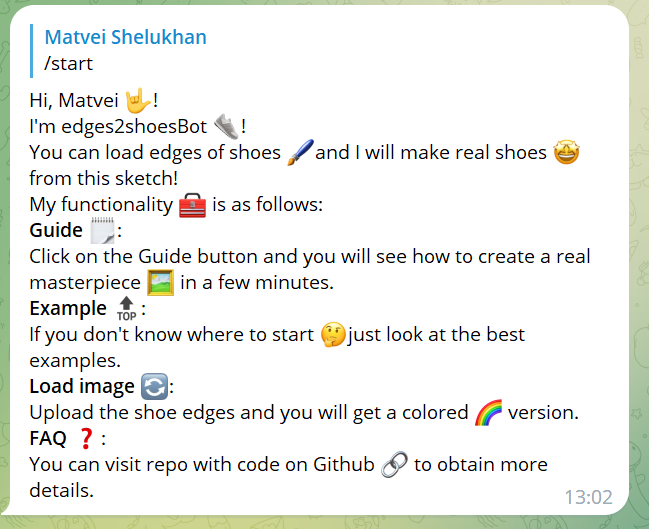 Matvei Shelukhan
/start
Hi, Matvei 🤟!
I'm edges2shoesBot 👟!
You can load edges of shoes 🖌️and I will make real shoes 🤩
from this sketch!
My functionality 🧰 is as follows:
Guide 🗒️:
Click on the Guide button and you will see how to create a real
masterpiece 🖼️ in a few minutes.
Example 🔝:
If you don't know where to start 🤔just look at the best
examples.
Load image 🔄:
Upload the shoe edges and you will get a colored 🌈 version.
FAQ ❓:
You can visit repo with code on Github 🔗 to obtain more
details.
13:02